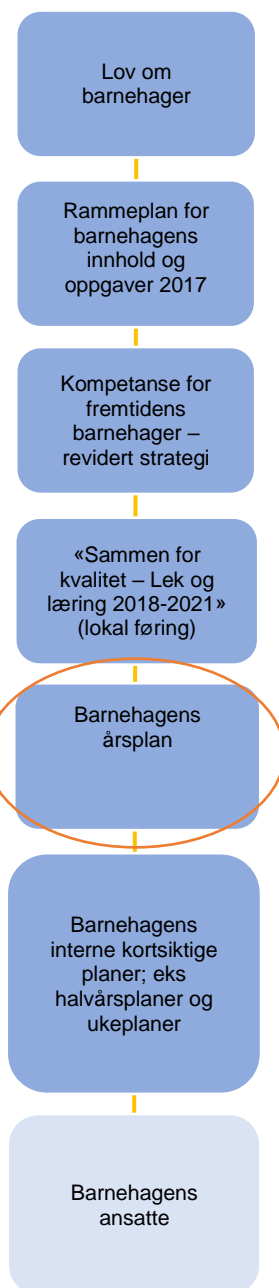 Lov om
barnehager
Rammeplan for
barnehagens
innhold og
oppgaver 2017
Kompetanse for
fremtidens
barnehager –
revidert strategi
«Sammen for
kvalitet – Lek og
læring 2018-2021»
(lokal føring)
Barnehagens
årsplan
Barnehagens
interne kortsiktige
planer; eks
halvårsplaner og
ukeplaner
Barnehagens
ansatte